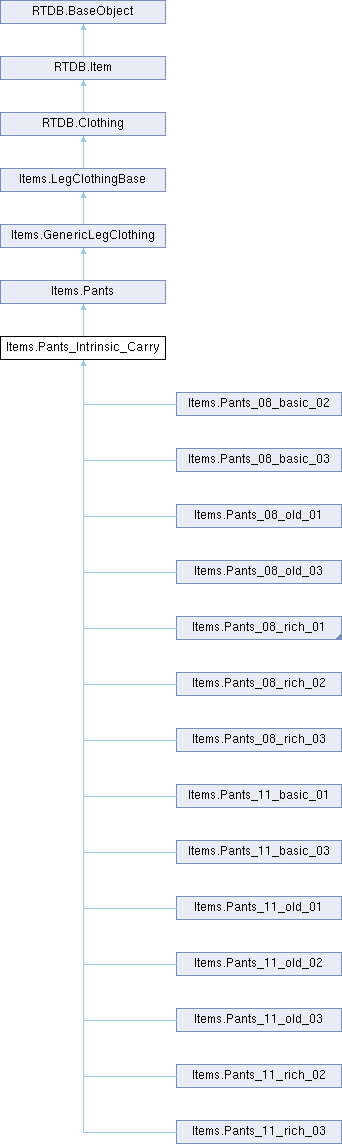 RTDB.BaseObject
RTDB.Item
RTDB.Clothing
Items.LegClothingBase
Items.GenericLegClothing
Items.Pants
Items.Pants_Intrinsic_Carry
Items.Pants_08_basic_02
Items.Pants_08_basic_03
Items.Pants_08_old_01
Items.Pants_08_old_03
Items.Pants_08_rich_01
Items.Pants_08_rich_02
Items.Pants_08_rich_03
Items.Pants_11_basic_01
Items.Pants_11_basic_03
Items.Pants_11_old_01
Items.Pants_11_old_02
Items.Pants_11_old_03
Items.Pants_11_rich_02
Items.Pants_11_rich_03